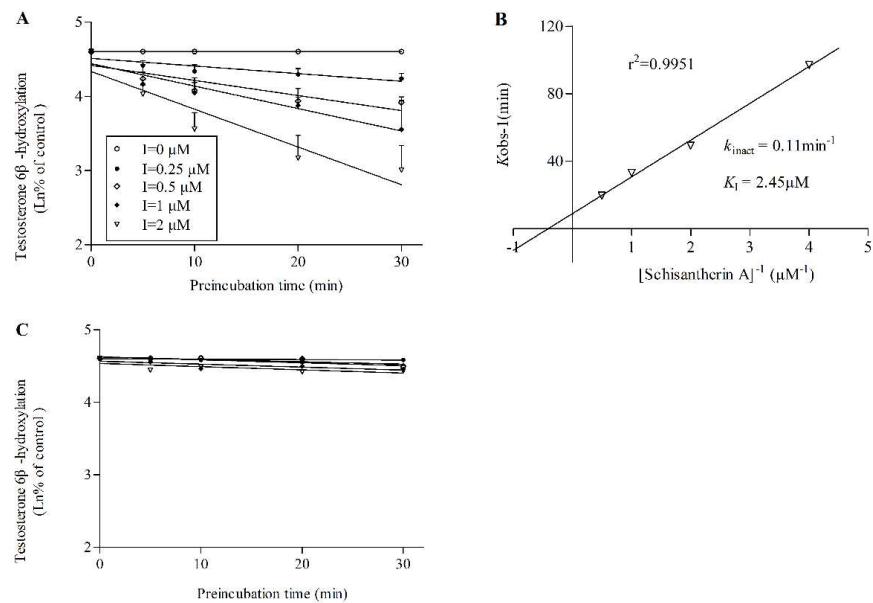 A
Testosterone 6β -hydroxylation
(Ln% of control)
5
4
3
2
0
10
20
30
Preincubation time (min)
I=0 μM
I=0.25 μM
I=0.5 μM
I=1 μM
I=2 μM
B
Kobs-1(min)
120
80
40
-1
1
2
3
4
5
[Schisantherin A]⁻¹ (μM⁻¹)
r²=0.9951
kinact = 0.11min⁻¹
KI = 2.45μM
C
Testosterone 6β -hydroxylation
(Ln% of control )
5
4
3
2
0
10
20
30
Preincubation time (min)